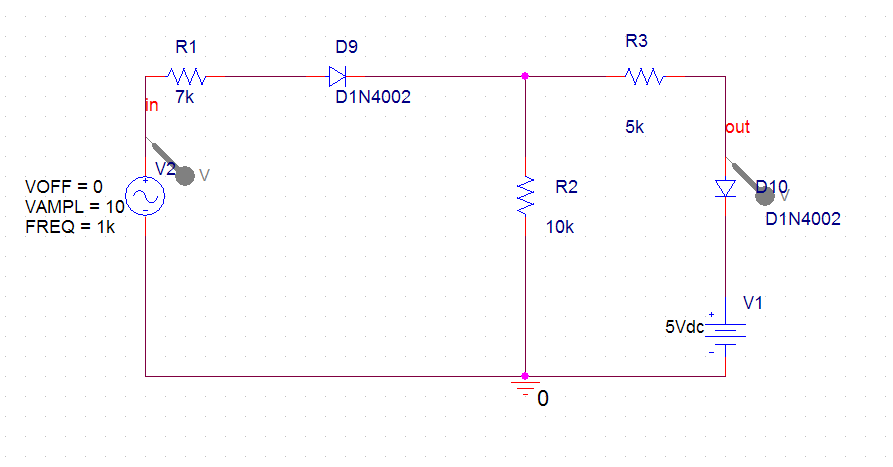 R1
D9
R3
7k
D1N4002
in
5k
out
V2
V
VOFF = 0
VAMPL = 10
FREQ = 1k
+
-
R2
10k
D10
V
D1N4002
V1
+
5Vdc
-
0